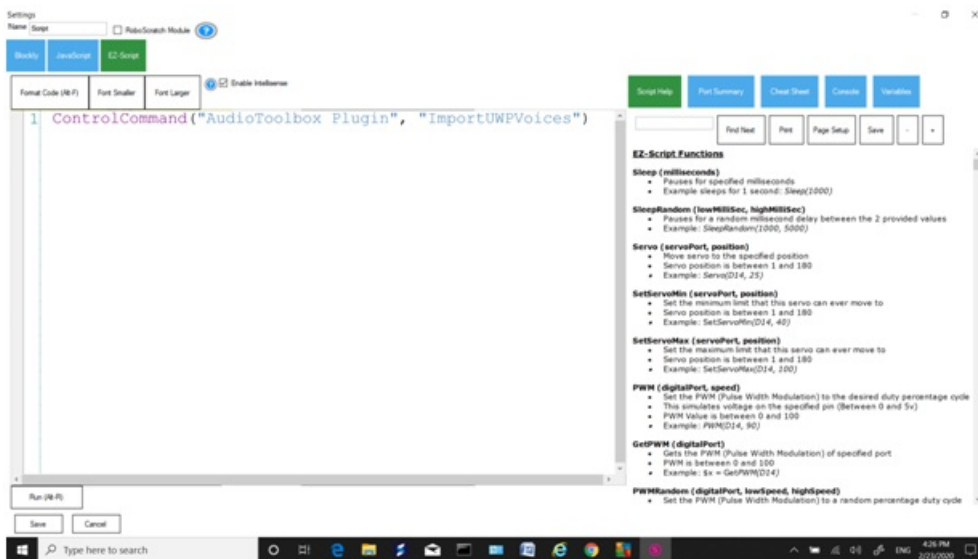 Settings
Name Script RoboScratch Module ?
Blockly JavaScript EZ-Script
Format Code (Alt-F) Font Smaller Font Larger ? Enable Intellisense
1 ControlCommand("AudioToolbox Plugin", "ImportUWPVoices")
Run (Alt-R)
Save Cancel
Script Help Port Summary Cheat Sheet Console Variables
Find Next Print Page Setup Save - +
EZ-Script Functions
Sleep (milliseconds)
Pauses for specified milliseconds
Example sleeps for 1 second: Sleep(1000)
SleepRandom (lowMilliSec, highMilliSec)
Pauses for a random millisecond delay between the 2 provided values
Example: SleepRandom(1000, 5000)
Servo (servoPort, position)
Move servo to the specified position
Servo position is between 1 and 180
Example: Servo(D14, 25)
SetServoMin (servoPort, position)
Set the minimum limit that this servo can ever move to
Servo position is between 1 and 180
Example: SetServoMin(D14, 40)
SetServoMax (servoPort, position)
Set the maximum limit that this servo can ever move to
Servo position is between 1 and 180
Example: SetServoMax(D14, 100)
PWM (digitalPort, speed)
Set the PWM (Pulse Width Modulation) to the desired duty percentage cycle
This simulates voltage on the specified pin (Between 0 and 5v)
PWM Value is between 0 and 100
Example: PWM(D14, 90)
GetPWM (digitalPort)
Gets the PWM (Pulse Width Modulation) of specified port
PWM is between 0 and 100
Example: $x = GetPWM(D14)
PWMRandom (digitalPort, lowSpeed, highSpeed)
Set the PWM (Pulse Width Modulation) to a random percentage duty cycle
Type here to search
ENG
4:26 PM
2/23/2020